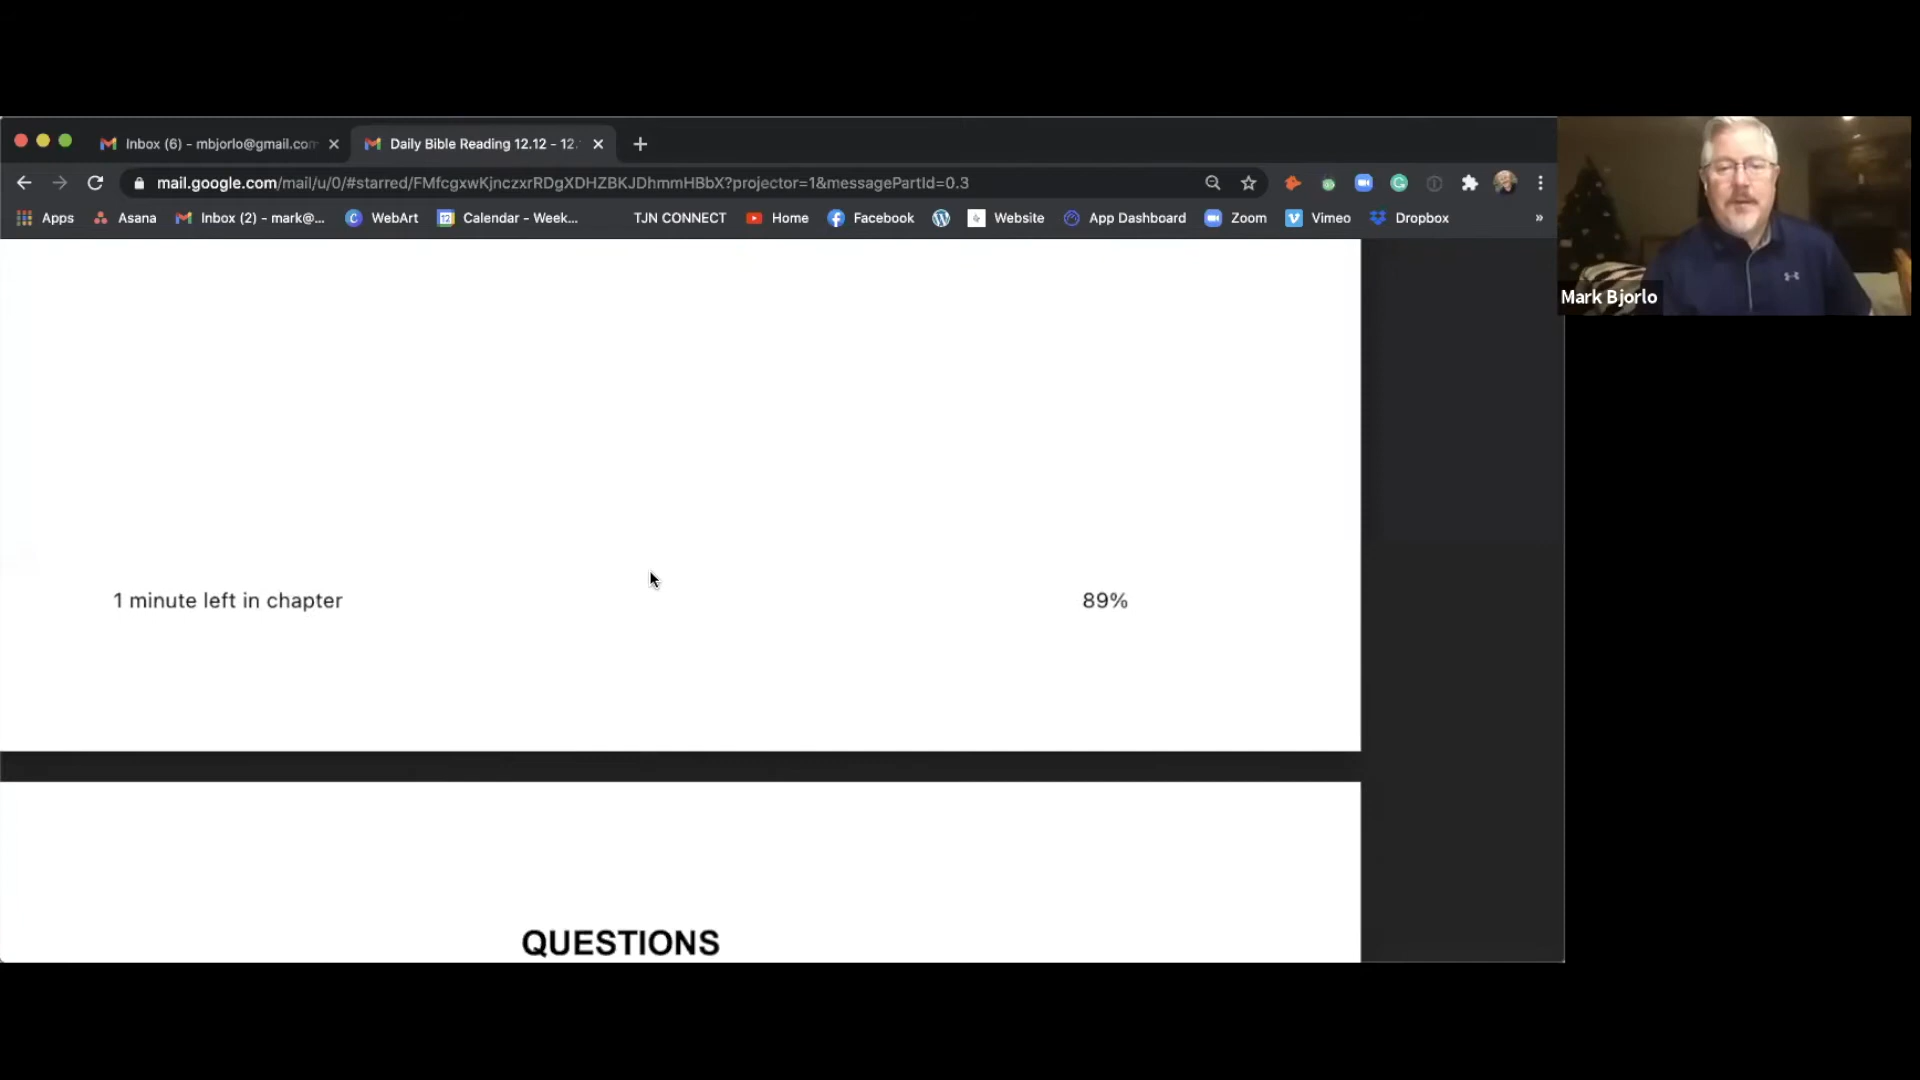 Inbox (6) - mbjorlo@gmail.com
Daily Bible Reading 12.12 - 12.
mail.google.com/mail/u/0/#starred/FMfcgxwKjnczxrRDgXDHZBKJDhmmHBbX?projector=1&messagePartId=0.3
Apps Asana Inbox (2) - mark@... WebArt Calendar - Week... TJN CONNECT Home Facebook Website App Dashboard Zoom Vimeo Dropbox »
Mark Bjorlo
1 minute left in chapter 89%
QUESTIONS